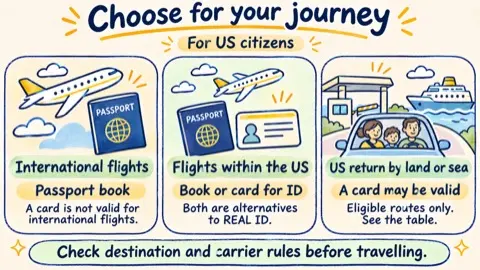 Choose for your journey
For US citizens
PASSPORT
International flights
Passport book
A card is not valid for
international flights.
PASSPORT
Flights within the US
Book or card for ID
Both are alternatives
to REAL ID.
US return by land or sea
A card may be valid
Eligible routes only.
See the table.
Check destination and carrier rules before travelling.